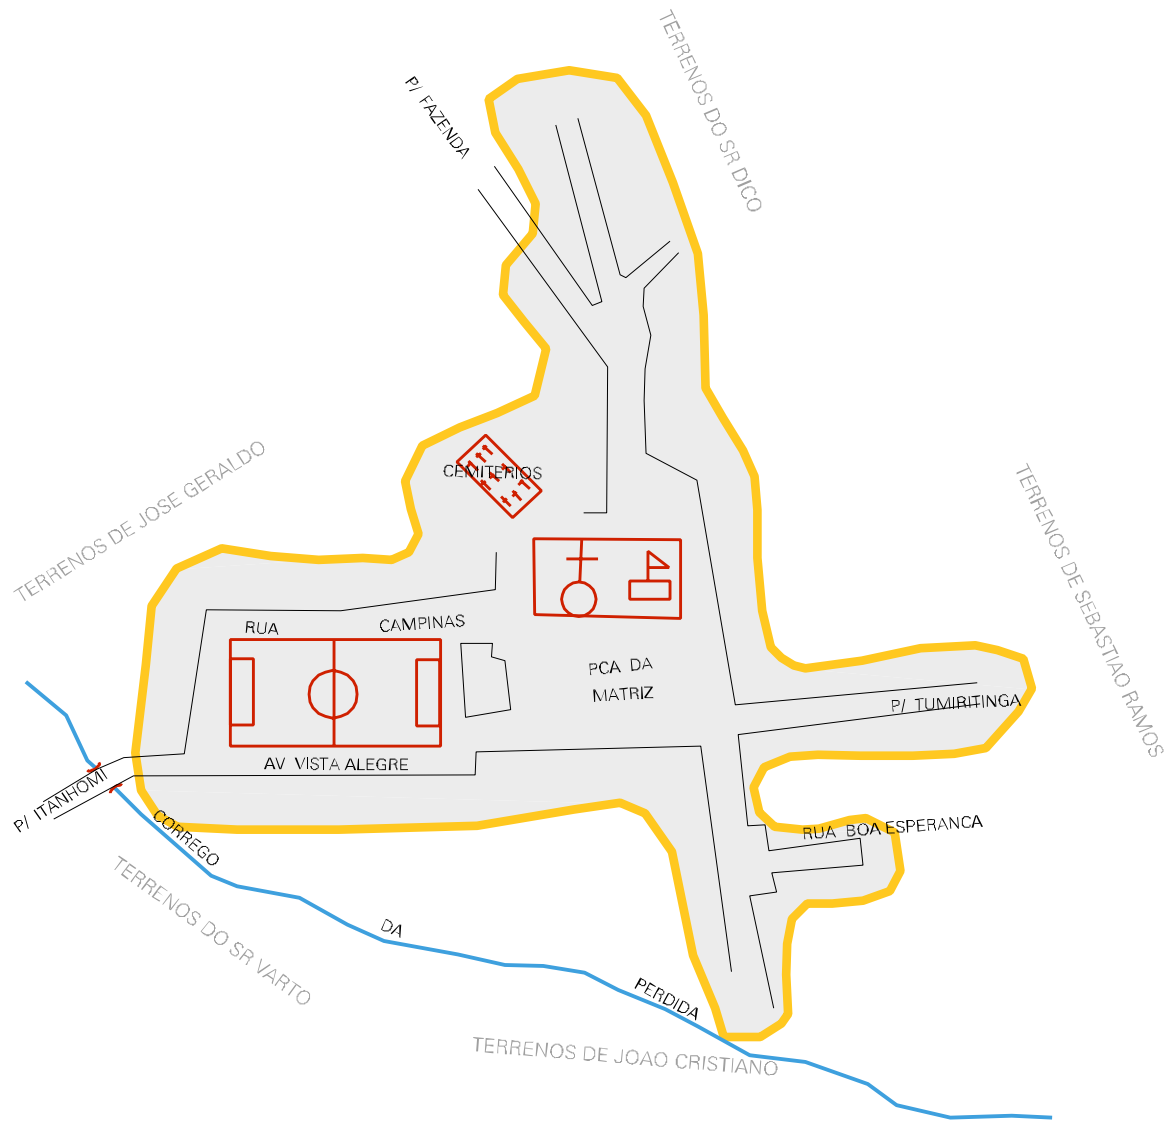 TERRENOS DO SR DICO
P/ FAZENDA
TERRENOS DE JOSE GERALDO
CEMITERIOS
TERRENOS DE SEBASTIAO RAMOS
RUA CAMPINAS
PCA DA
MATRIZ
P/ TUMIRITINGA
AV VISTA ALEGRE
P/ ITANHOMI
RUA BOA ESPERANCA
CORREGO DA PERDIDA
TERRENOS DO SR VARTO
TERRENOS DE JOAO CRISTIANO